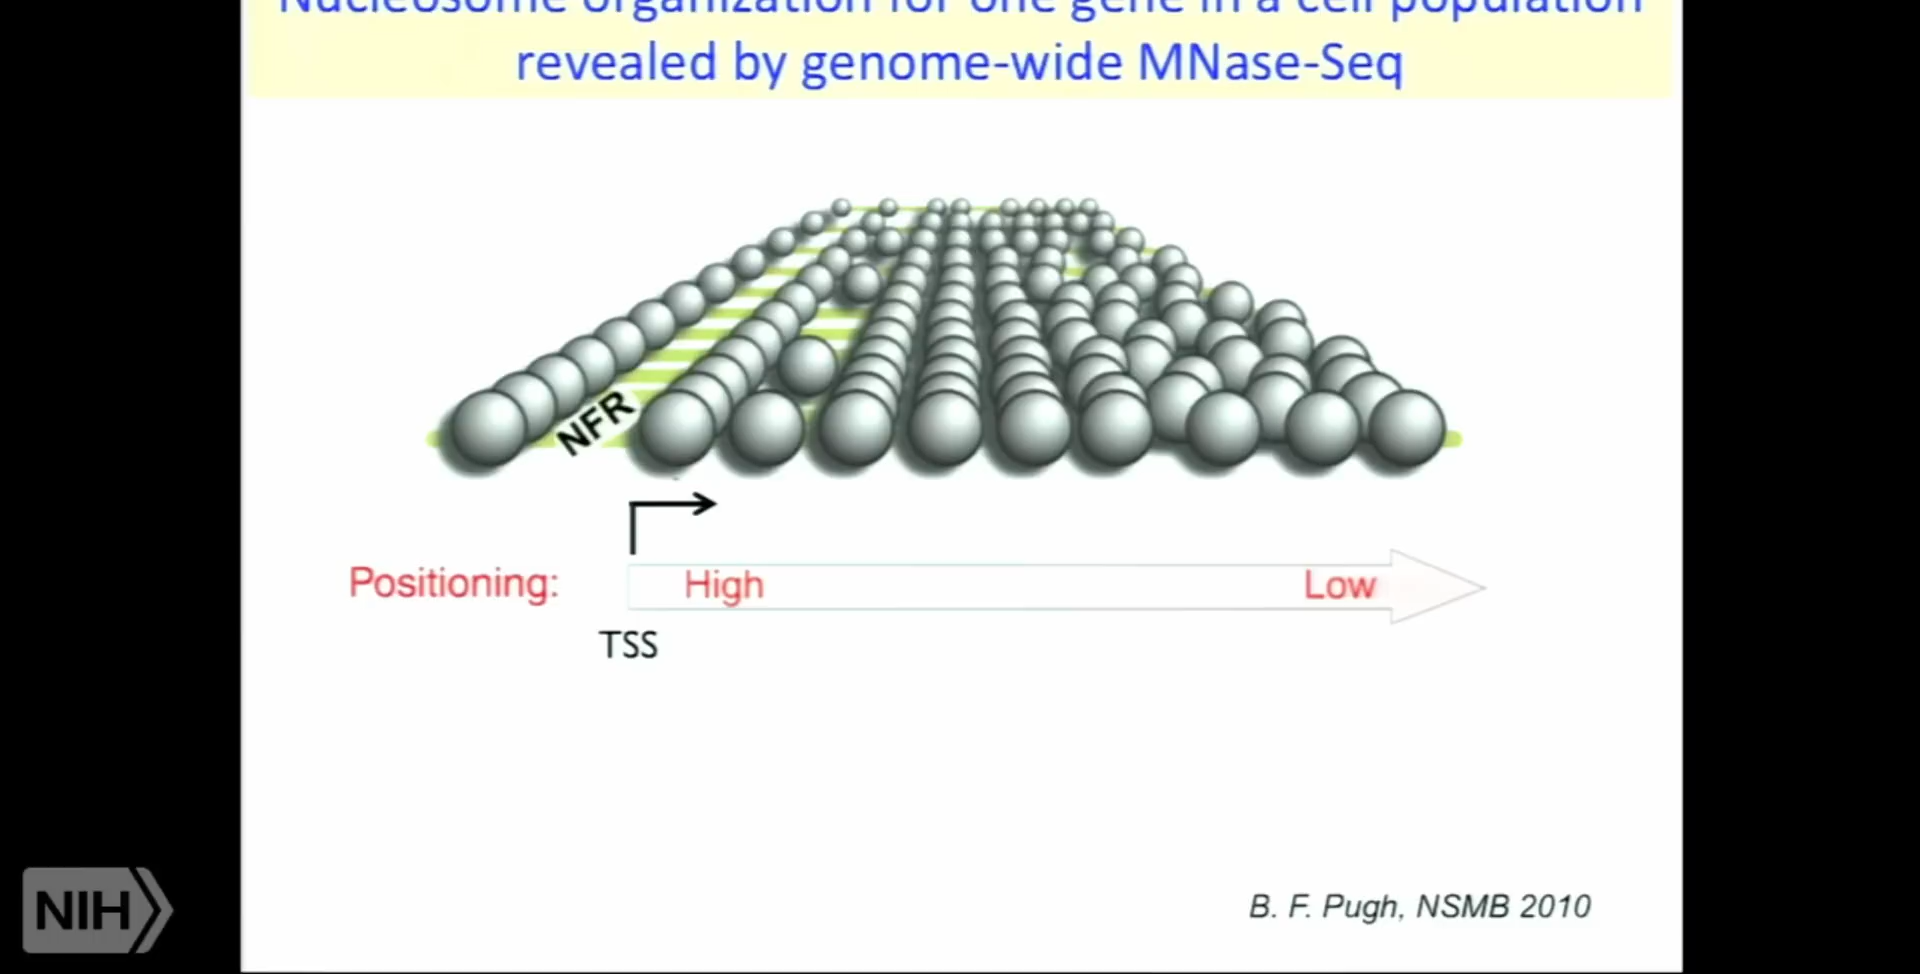 Nucleosome organization for one gene in a cell population
revealed by genome-wide MNase-Seq
NFR
Positioning: High Low
TSS
B. F. Pugh, NSMB 2010
NIH